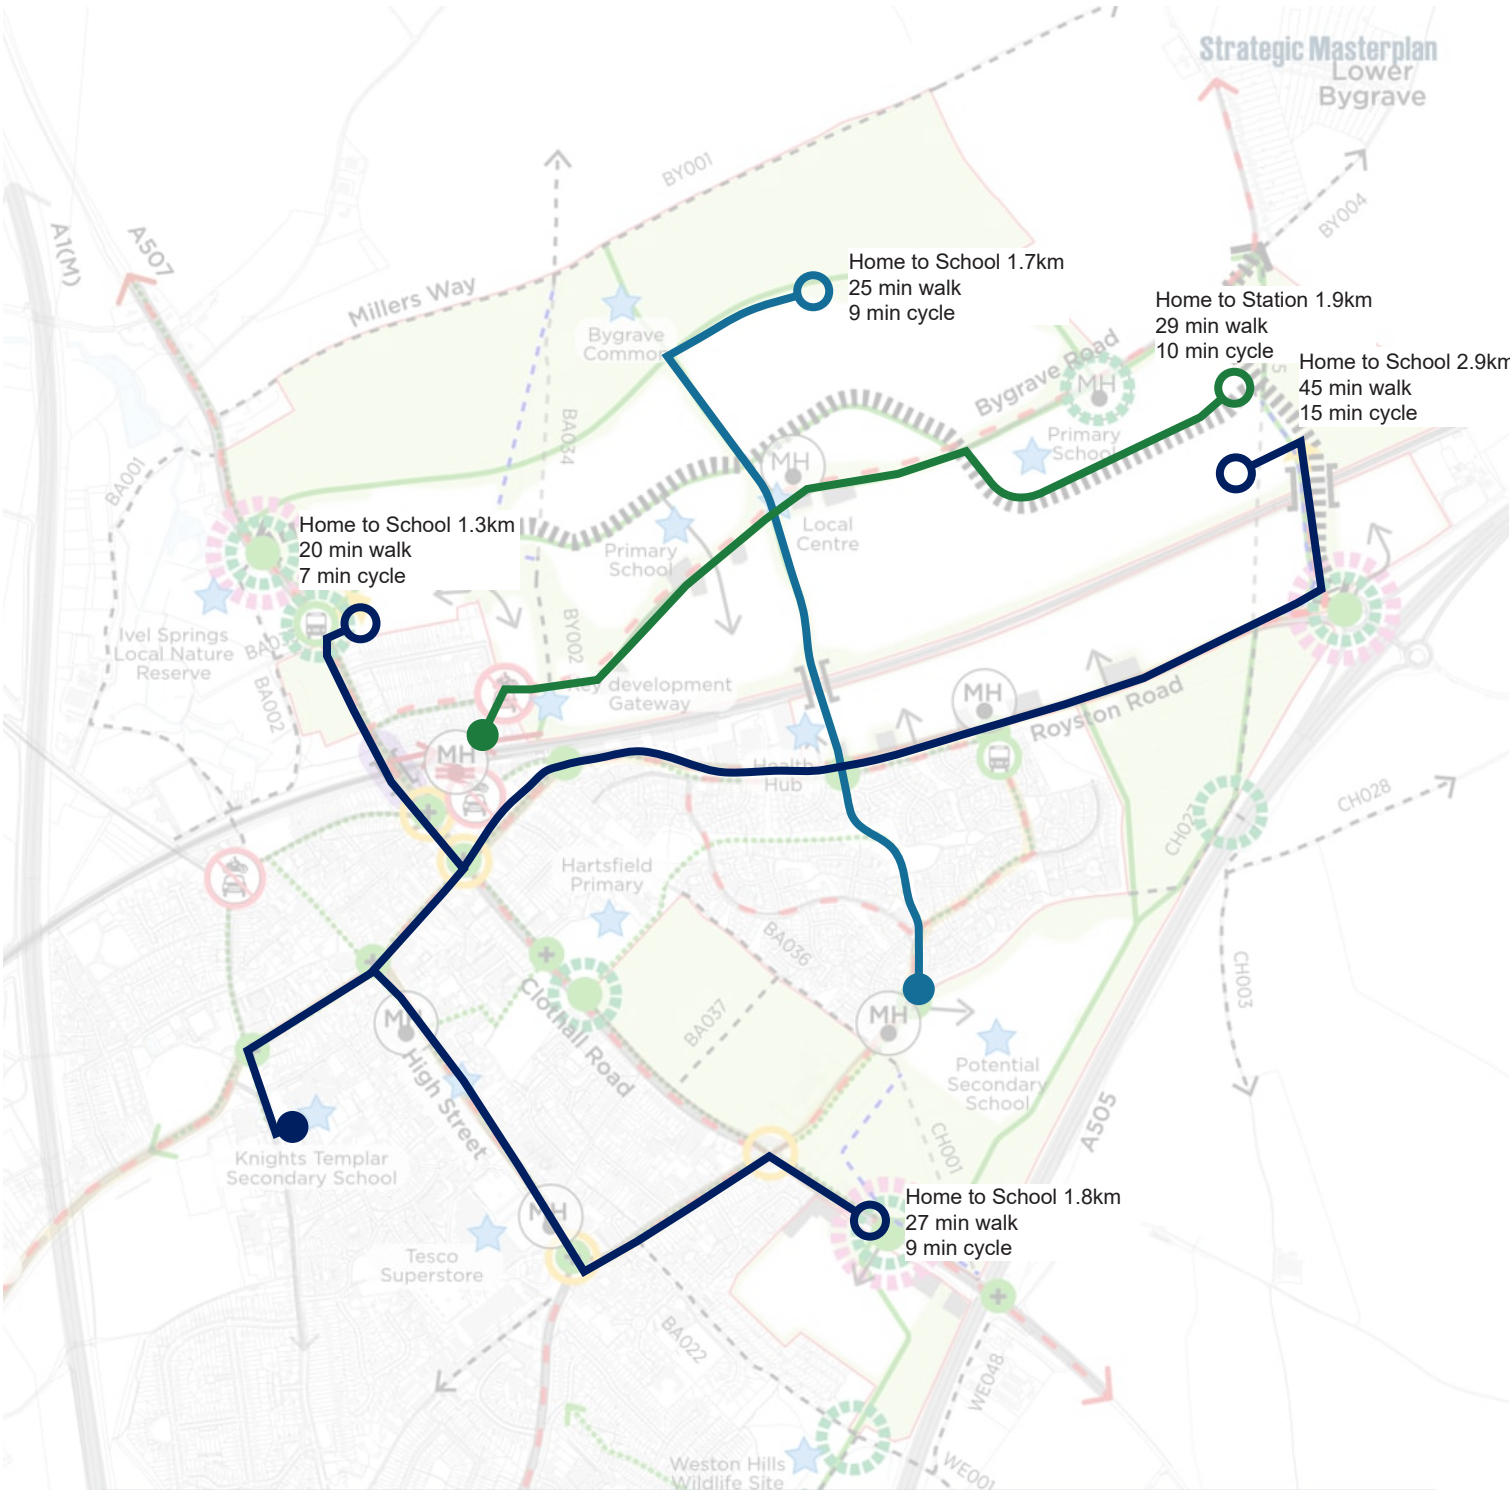 Strategic Masterplan
Lower
Bygrave
BY001
BY004
A1(M)
A507
Millers Way
Home to School 1.7km
25 min walk
9 min cycle
Home to Station 1.9km
29 min walk
10 min cycle
Home to School 2.9km
45 min walk
15 min cycle
Bygrave
Common
Bygrave Road
MH
BA034
Primary
School
BA001
MH
Home to School 1.3km
20 min walk
7 min cycle
Local
Centre
Primary
School
Ivel Springs
Local Nature
Reserve
BY002
BA002
Key development
Gateway
MH
Royston Road
MH
Health
Hub
CH028
CH027
Hartsfield
Primary
BA036
CH003
Clothall Road
BA037
MH
MH
High Street
Potential
Secondary
School
A505
CH001
Knights Templar
Secondary School
MH
Home to School 1.8km
27 min walk
9 min cycle
Tesco
Superstore
BA022
WE048
Weston Hills
Wildlife Site
WE001